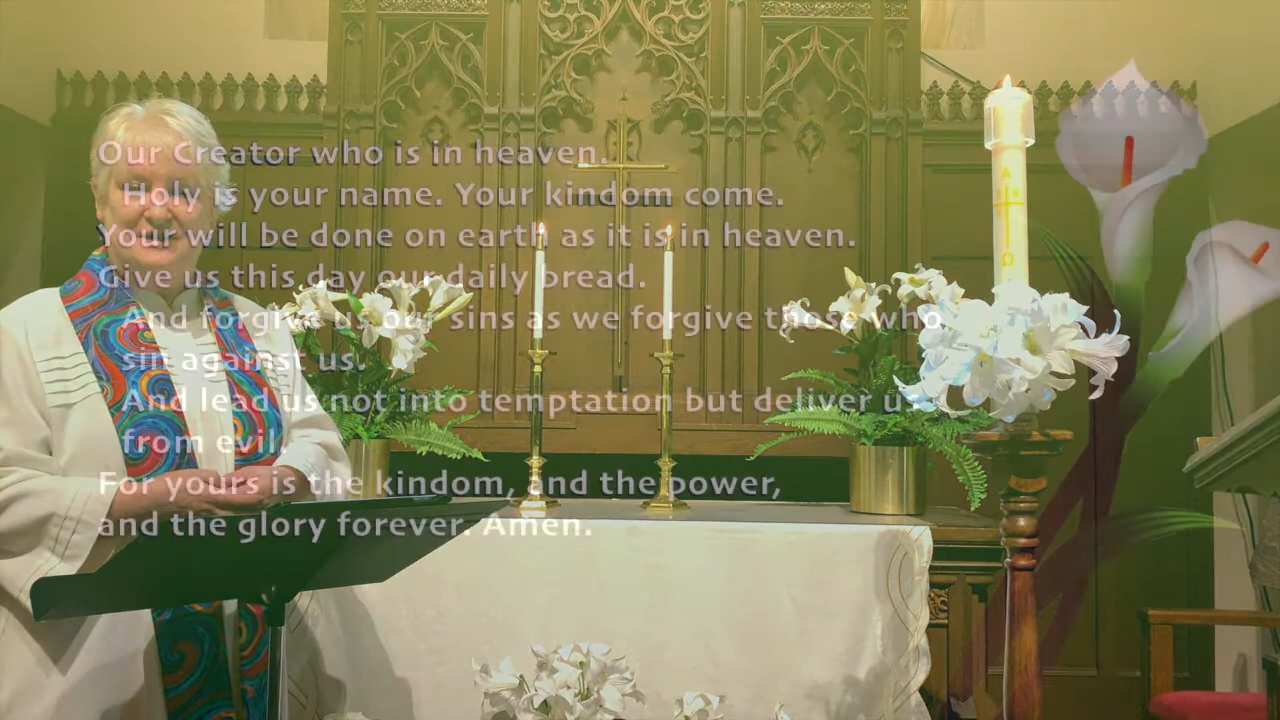 Our Creator who is in heaven.
Holy is your name. Your kindom come.
Your will be done on earth as it is in heaven.
Give us this day our daily bread.
And forgive us our sins as we forgive those who
sin against us.
And lead us not into temptation but deliver us
from evil.
For yours is the kindom, and the power,
and the glory forever. Amen.
Α
Ω